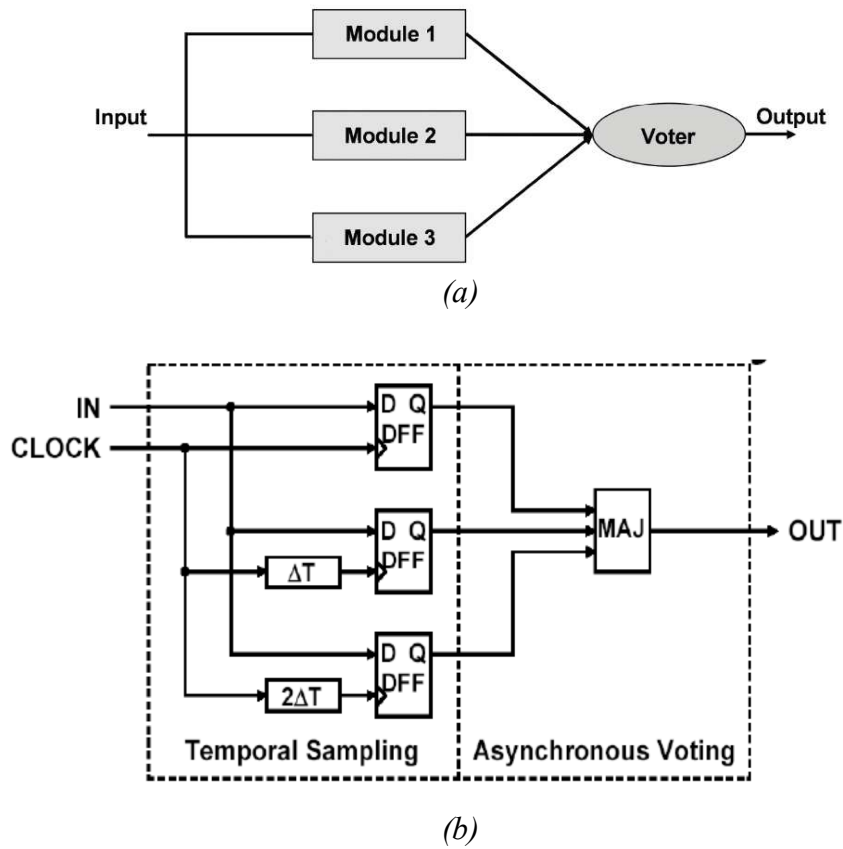 Module 1
Input
Module 2
Voter
Output
Module 3
(a)
IN
CLOCK
D Q
DFF
D Q
DFF
ΔT
MAJ
OUT
D Q
DFF
2ΔT
Temporal Sampling
Asynchronous Voting
(b)